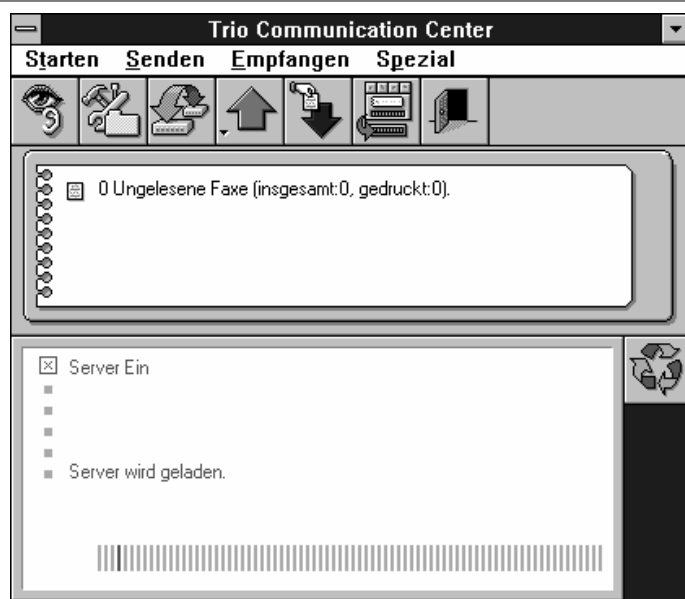 Trio Communication Center
Starten Senden Empfangen Spezial
0 Ungelesene Faxe (insgesamt:0, gedruckt:0).
Server Ein
Server wird geladen.